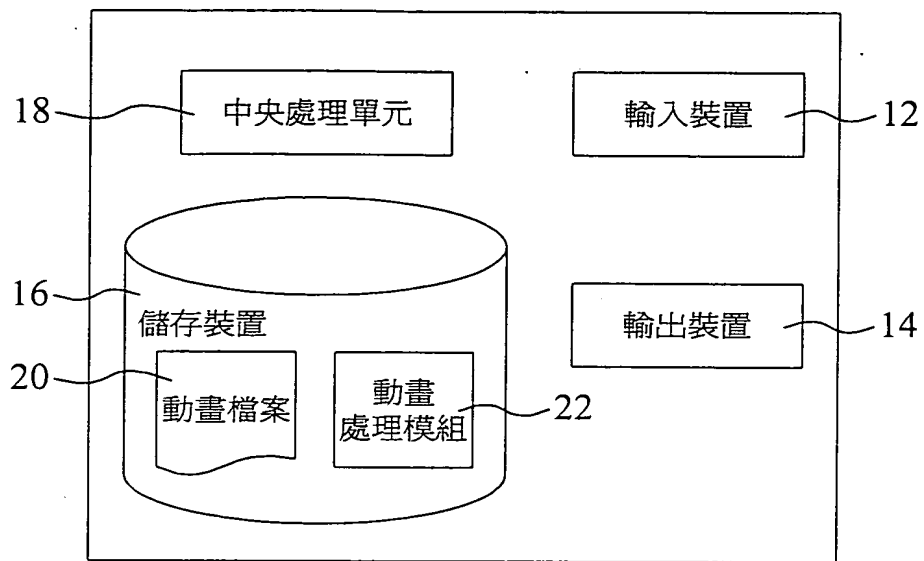 18
中央處理單元
輸入裝置
12
16
儲存裝置
輸出裝置
14
20
動畫檔案
動畫
處理模組
22